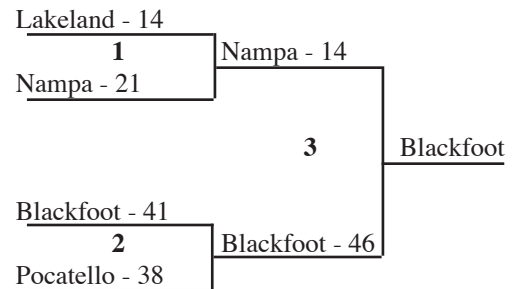 Lakeland - 14
1
Nampa - 14
Nampa - 21
3
Blackfoot
Blackfoot - 41
2
Blackfoot - 46
Pocatello - 38